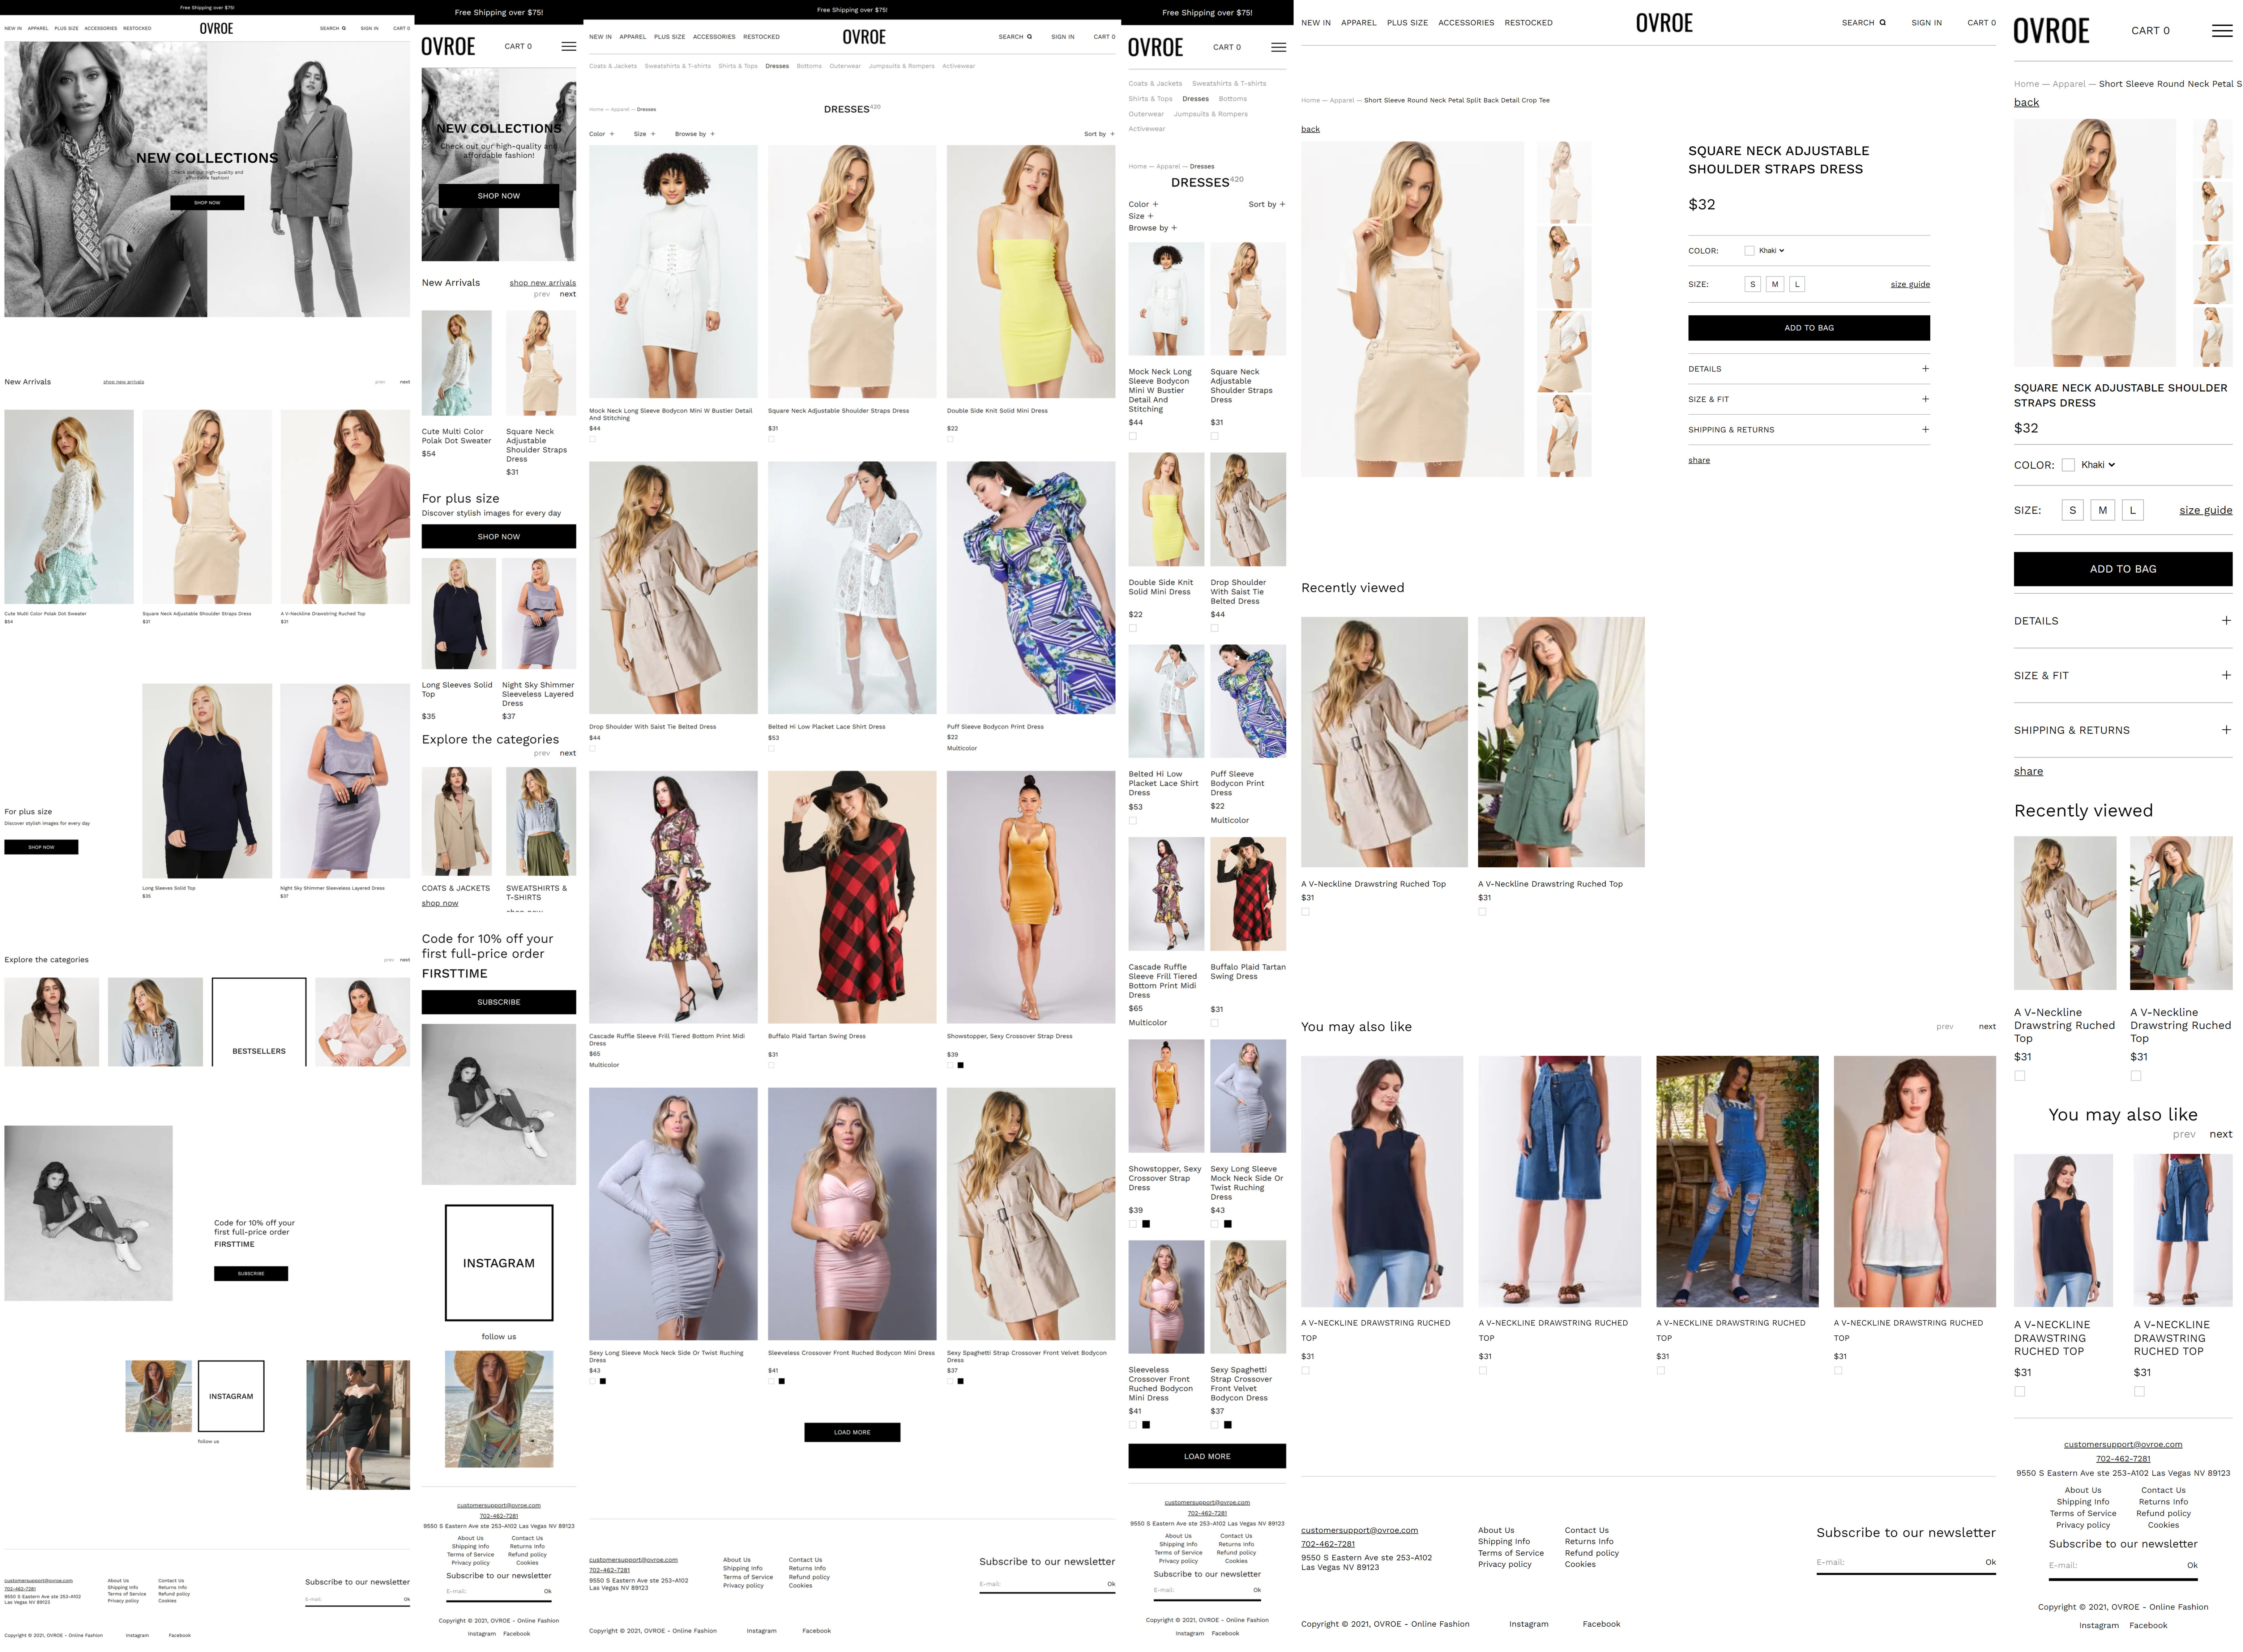 Free Shipping over $75!
NEW IN APPAREL PLUS SIZE ACCESSORIES RESTOCKED
OVROE
SEARCH SIGN IN CART 0
NEW COLLECTIONS
Check out our high-quality and
affordable fashion!
SHOP NOW
New Arrivals
shop new arrivals
prev next
Cute Multi Color Polak Dot Sweater
$54
Square Neck Adjustable Shoulder Straps Dress
$31
A V-Neckline Drawstring Ruched Top
$31
For plus size
Discover stylish images for every day
SHOP NOW
Long Sleeves Solid Top
$35
Night Sky Shimmer Sleeveless Layered Dress
$37
Explore the categories
prev next
BESTSELLERS
Code for 10% off your
first full-price order
FIRSTTIME
SUBSCRIBE
INSTAGRAM
follow us
customersupport@ovroe.com
702-462-7281
9550 S Eastern Ave ste 253-A102
Las Vegas NV 89123
About Us
Shipping Info
Terms of Service
Privacy policy
Contact Us
Returns Info
Refund policy
Cookies
Subscribe to our newsletter
E-mail: Ok
Copyright © 2021, OVROE - Online Fashion Instagram Facebook
Free Shipping over $75!
OVROE CART 0
NEW COLLECTIONS
Check out our high-quality and
affordable fashion!
SHOP NOW
New Arrivals
shop new arrivals
prev next
Cute Multi Color
Polak Dot Sweater
$54
Square Neck
Adjustable
Shoulder Straps
Dress
$31
For plus size
Discover stylish images for every day
SHOP NOW
Long Sleeves Solid
Top
$35
Night Sky Shimmer
Sleeveless Layered
Dress
$37
Explore the categories
prev next
COATS & JACKETS
shop now
SWEATSHIRTS &
T-SHIRTS
shop now
Code for 10% off your
first full-price order
FIRSTTIME
SUBSCRIBE
INSTAGRAM
follow us
customersupport@ovroe.com
702-462-7281
9550 S Eastern Ave ste 253-A102 Las Vegas NV 89123
About Us
Shipping Info
Terms of Service
Privacy policy
Contact Us
Returns Info
Refund policy
Cookies
Subscribe to our newsletter
E-mail: Ok
Copyright © 2021, OVROE - Online Fashion
Instagram Facebook
Free Shipping over $75!
NEW IN APPAREL PLUS SIZE ACCESSORIES RESTOCKED
OVROE
SEARCH SIGN IN CART 0
Coats & Jackets Sweatshirts & T-shirts Shirts & Tops Dresses Bottoms Outerwear Jumpsuits & Rompers Activewear
Home — Apparel — Dresses
DRESSES420
Color + Size + Browse by + Sort by +
Mock Neck Long Sleeve Bodycon Mini W Bustier Detail
And Stitching
$44
Square Neck Adjustable Shoulder Straps Dress
$31
Double Side Knit Solid Mini Dress
$22
Drop Shoulder With Saist Tie Belted Dress
$44
Belted Hi Low Placket Lace Shirt Dress
$53
Puff Sleeve Bodycon Print Dress
$22
Multicolor
Cascade Ruffle Sleeve Frill Tiered Bottom Print Midi
Dress
$65
Multicolor
Buffalo Plaid Tartan Swing Dress
$31
Showstopper, Sexy Crossover Strap Dress
$39
Sexy Long Sleeve Mock Neck Side Or Twist Ruching
Dress
$43
Sleeveless Crossover Front Ruched Bodycon Mini Dress
$41
Sexy Spaghetti Strap Crossover Front Velvet Bodycon
Dress
$37
LOAD MORE
customersupport@ovroe.com
702-462-7281
9550 S Eastern Ave ste 253-A102
Las Vegas NV 89123
About Us
Shipping Info
Terms of Service
Privacy policy
Contact Us
Returns Info
Refund policy
Cookies
Subscribe to our newsletter
E-mail: Ok
Copyright © 2021, OVROE - Online Fashion Instagram Facebook
Free Shipping over $75!
OVROE CART 0
Coats & Jackets Sweatshirts & T-shirts
Shirts & Tops Dresses Bottoms
Outerwear Jumpsuits & Rompers
Activewear
Home — Apparel — Dresses
DRESSES420
Color + Sort by +
Size +
Browse by +
Mock Neck Long
Sleeve Bodycon
Mini W Bustier
Detail And
Stitching
$44
Square Neck
Adjustable
Shoulder Straps
Dress
$31
Double Side Knit
Solid Mini Dress
$22
Drop Shoulder
With Saist Tie
Belted Dress
$44
Belted Hi Low
Placket Lace Shirt
Dress
$53
Puff Sleeve
Bodycon Print
Dress
$22
Multicolor
Cascade Ruffle
Sleeve Frill Tiered
Bottom Print Midi
Dress
$65
Multicolor
Buffalo Plaid Tartan
Swing Dress
$31
Showstopper, Sexy
Crossover Strap
Dress
$39
Sexy Long Sleeve
Mock Neck Side Or
Twist Ruching
Dress
$43
Sleeveless
Crossover Front
Ruched Bodycon
Mini Dress
$41
Sexy Spaghetti
Strap Crossover
Front Velvet
Bodycon Dress
$37
LOAD MORE
customersupport@ovroe.com
702-462-7281
9550 S Eastern Ave ste 253-A102 Las Vegas NV 89123
About Us
Shipping Info
Terms of Service
Privacy policy
Contact Us
Returns Info
Refund policy
Cookies
Subscribe to our newsletter
E-mail: Ok
Copyright © 2021, OVROE - Online Fashion
Instagram Facebook
NEW IN APPAREL PLUS SIZE ACCESSORIES RESTOCKED
OVROE
SEARCH SIGN IN CART 0
Home — Apparel — Short Sleeve Round Neck Petal Split Back Detail Crop Tee
back
SQUARE NECK ADJUSTABLE
SHOULDER STRAPS DRESS
$32
COLOR: Khaki
SIZE: S M L size guide
ADD TO BAG
DETAILS +
SIZE & FIT +
SHIPPING & RETURNS +
share
Recently viewed
A V-Neckline Drawstring Ruched Top
$31
A V-Neckline Drawstring Ruched Top
$31
You may also like
prev next
A V-NECKLINE DRAWSTRING RUCHED
TOP
$31
A V-NECKLINE DRAWSTRING RUCHED
TOP
$31
A V-NECKLINE DRAWSTRING RUCHED
TOP
$31
A V-NECKLINE DRAWSTRING RUCHED
TOP
$31
customersupport@ovroe.com
702-462-7281
9550 S Eastern Ave ste 253-A102
Las Vegas NV 89123
About Us
Shipping Info
Terms of Service
Privacy policy
Contact Us
Returns Info
Refund policy
Cookies
Subscribe to our newsletter
E-mail: Ok
Copyright © 2021, OVROE - Online Fashion Instagram Facebook
OVROE CART 0
Home — Apparel — Short Sleeve Round Neck Petal S
back
SQUARE NECK ADJUSTABLE SHOULDER
STRAPS DRESS
$32
COLOR: Khaki
SIZE: S M L size guide
ADD TO BAG
DETAILS +
SIZE & FIT +
SHIPPING & RETURNS +
share
Recently viewed
A V-Neckline
Drawstring Ruched
Top
$31
A V-Neckline
Drawstring Ruched
Top
$31
You may also like
prev next
A V-NECKLINE
DRAWSTRING
RUCHED TOP
$31
A V-NECKLINE
DRAWSTRING
RUCHED TOP
$31
customersupport@ovroe.com
702-462-7281
9550 S Eastern Ave ste 253-A102 Las Vegas NV 89123
About Us
Shipping Info
Terms of Service
Privacy policy
Contact Us
Returns Info
Refund policy
Cookies
Subscribe to our newsletter
E-mail: Ok
Copyright © 2021, OVROE - Online Fashion
Instagram Facebook